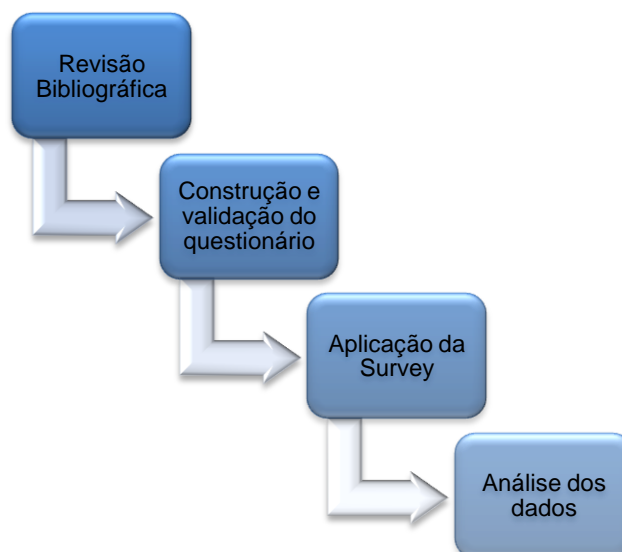 Revisão
Bibliográfica
Construção e
validação do
questionário
Aplicação da
Survey
Análise dos
dados